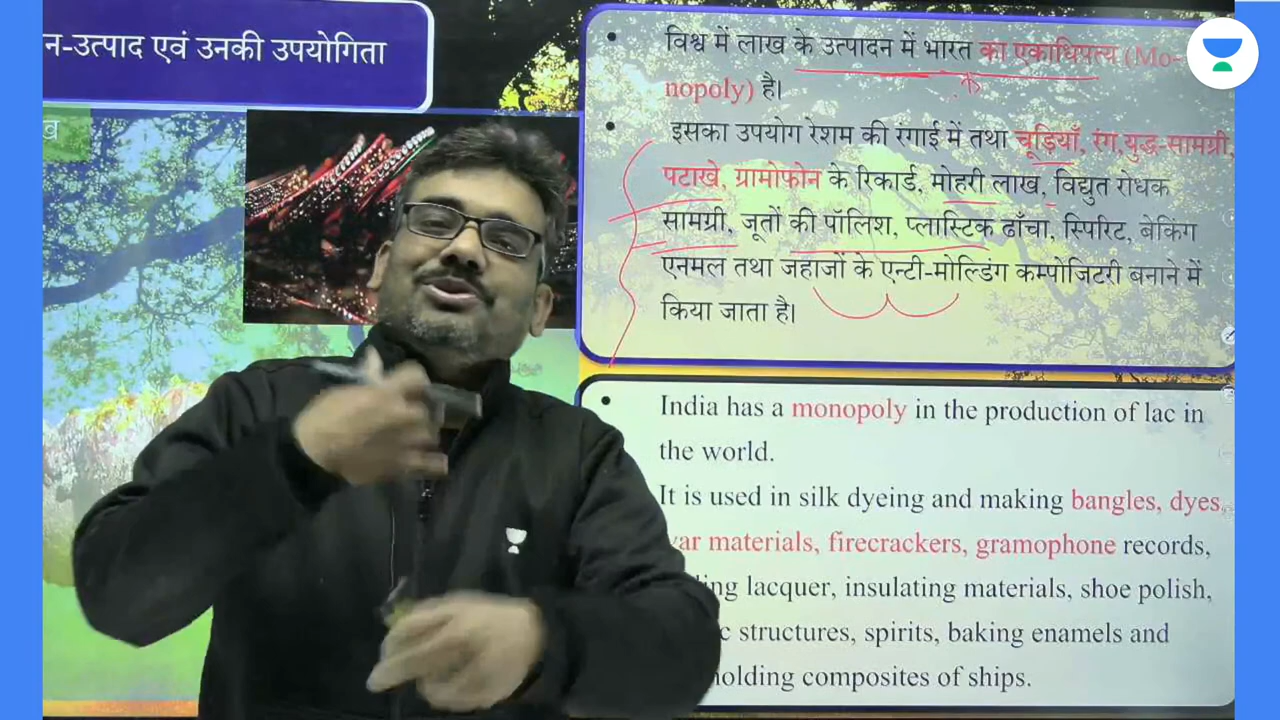 न-उत्पाद एवं उनकी उपयोगिता
ख
विश्व में लाख के उत्पादन में भारत का एकाधिपत्य (Mo-
nopoly) है।
इसका उपयोग रेशम की रंगाई में तथा चूड़ियाँ, रंग,युद्ध-सामग्री,
पटाखे, ग्रामोफोन के रिकार्ड, मोहरी लाख, विद्युत रोधक
सामग्री, जूतों की पॉलिश, प्लास्टिक ढाँचा, स्पिरिट, बेकिंग
एनमल तथा जहाजों के एन्टी-मोल्डिंग कम्पोजिटरी बनाने में
किया जाता है।
India has a monopoly in the production of lac in
the world.
It is used in silk dyeing and making bangles, dyes,
war materials, firecrackers, gramophone records,
ling lacquer, insulating materials, shoe polish,
c structures, spirits, baking enamels and
olding composites of ships.